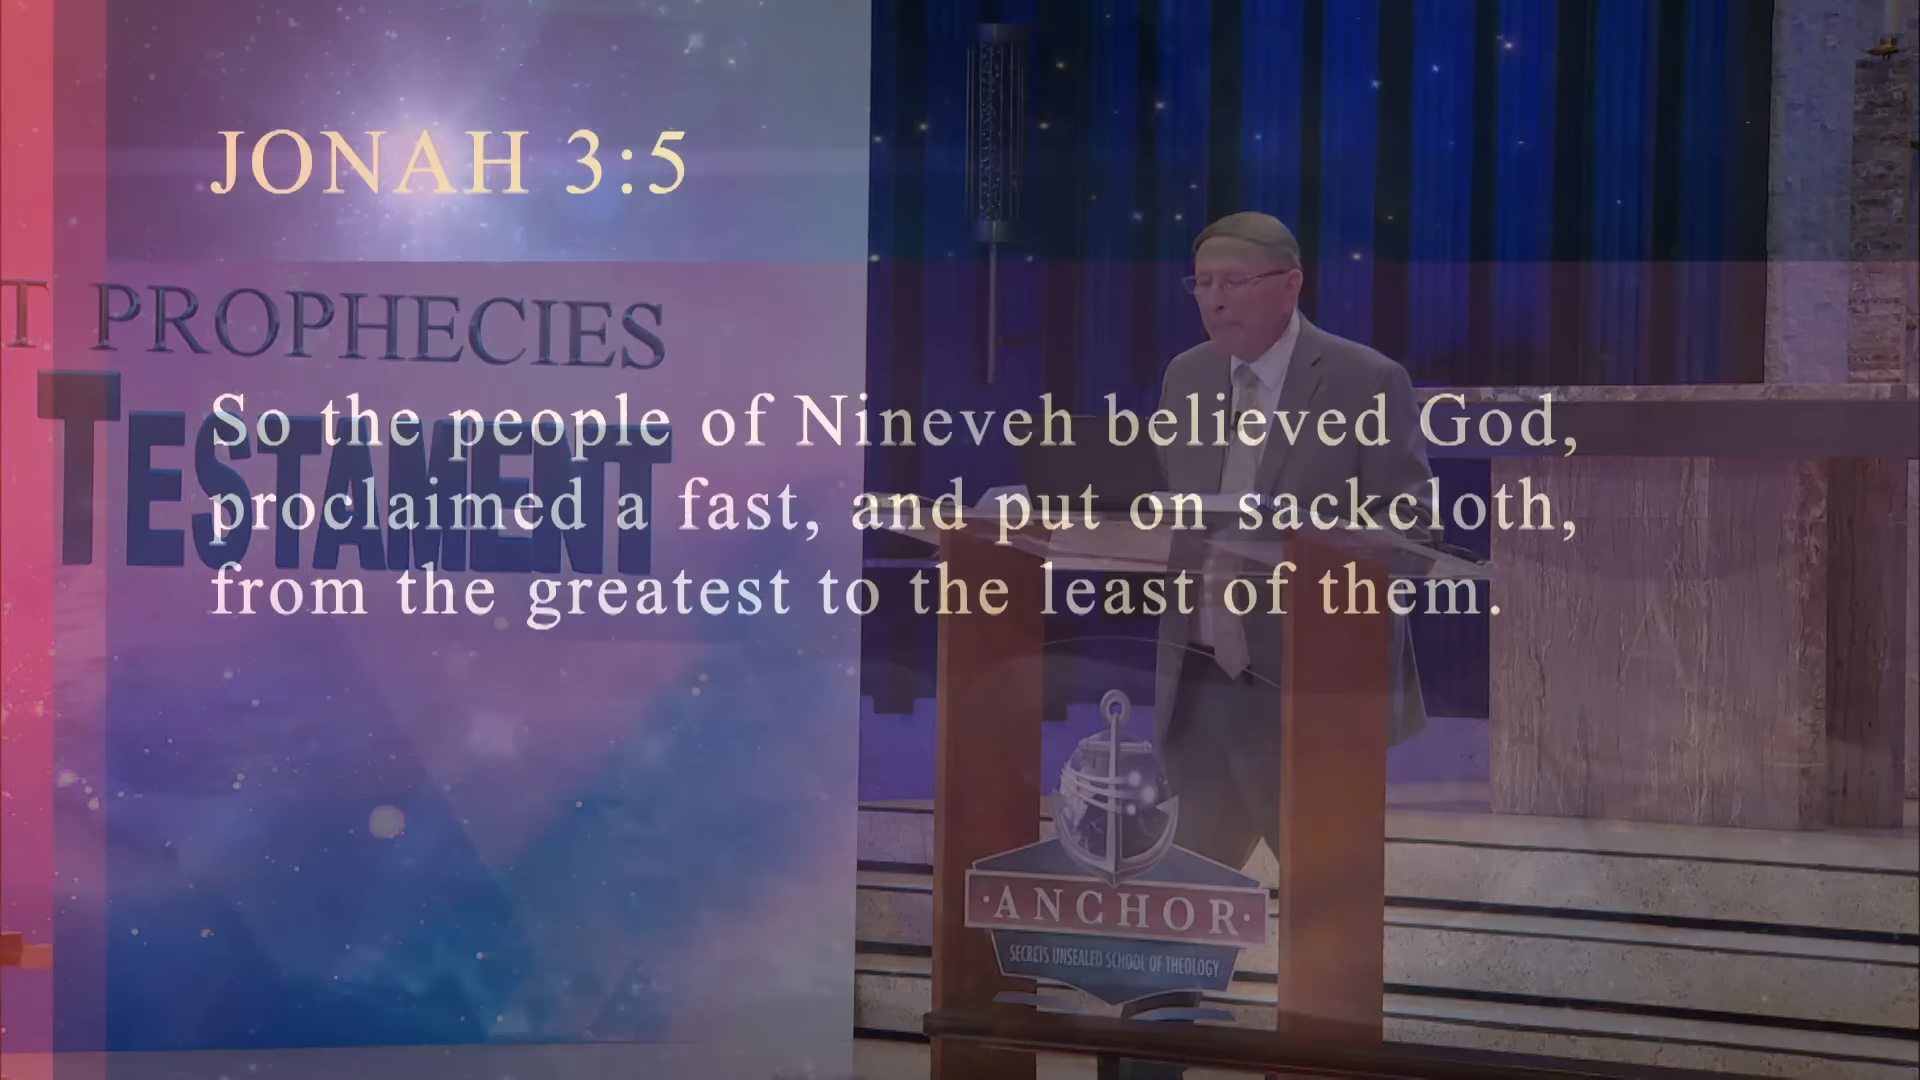 JONAH 3:5
T PROPHECIES
TESTAMENT
So the people of Nineveh believed God,
proclaimed a fast, and put on sackcloth,
from the greatest to the least of them.
·ANCHOR·
SECRETS UNSEALED SCHOOL OF THEOLOGY